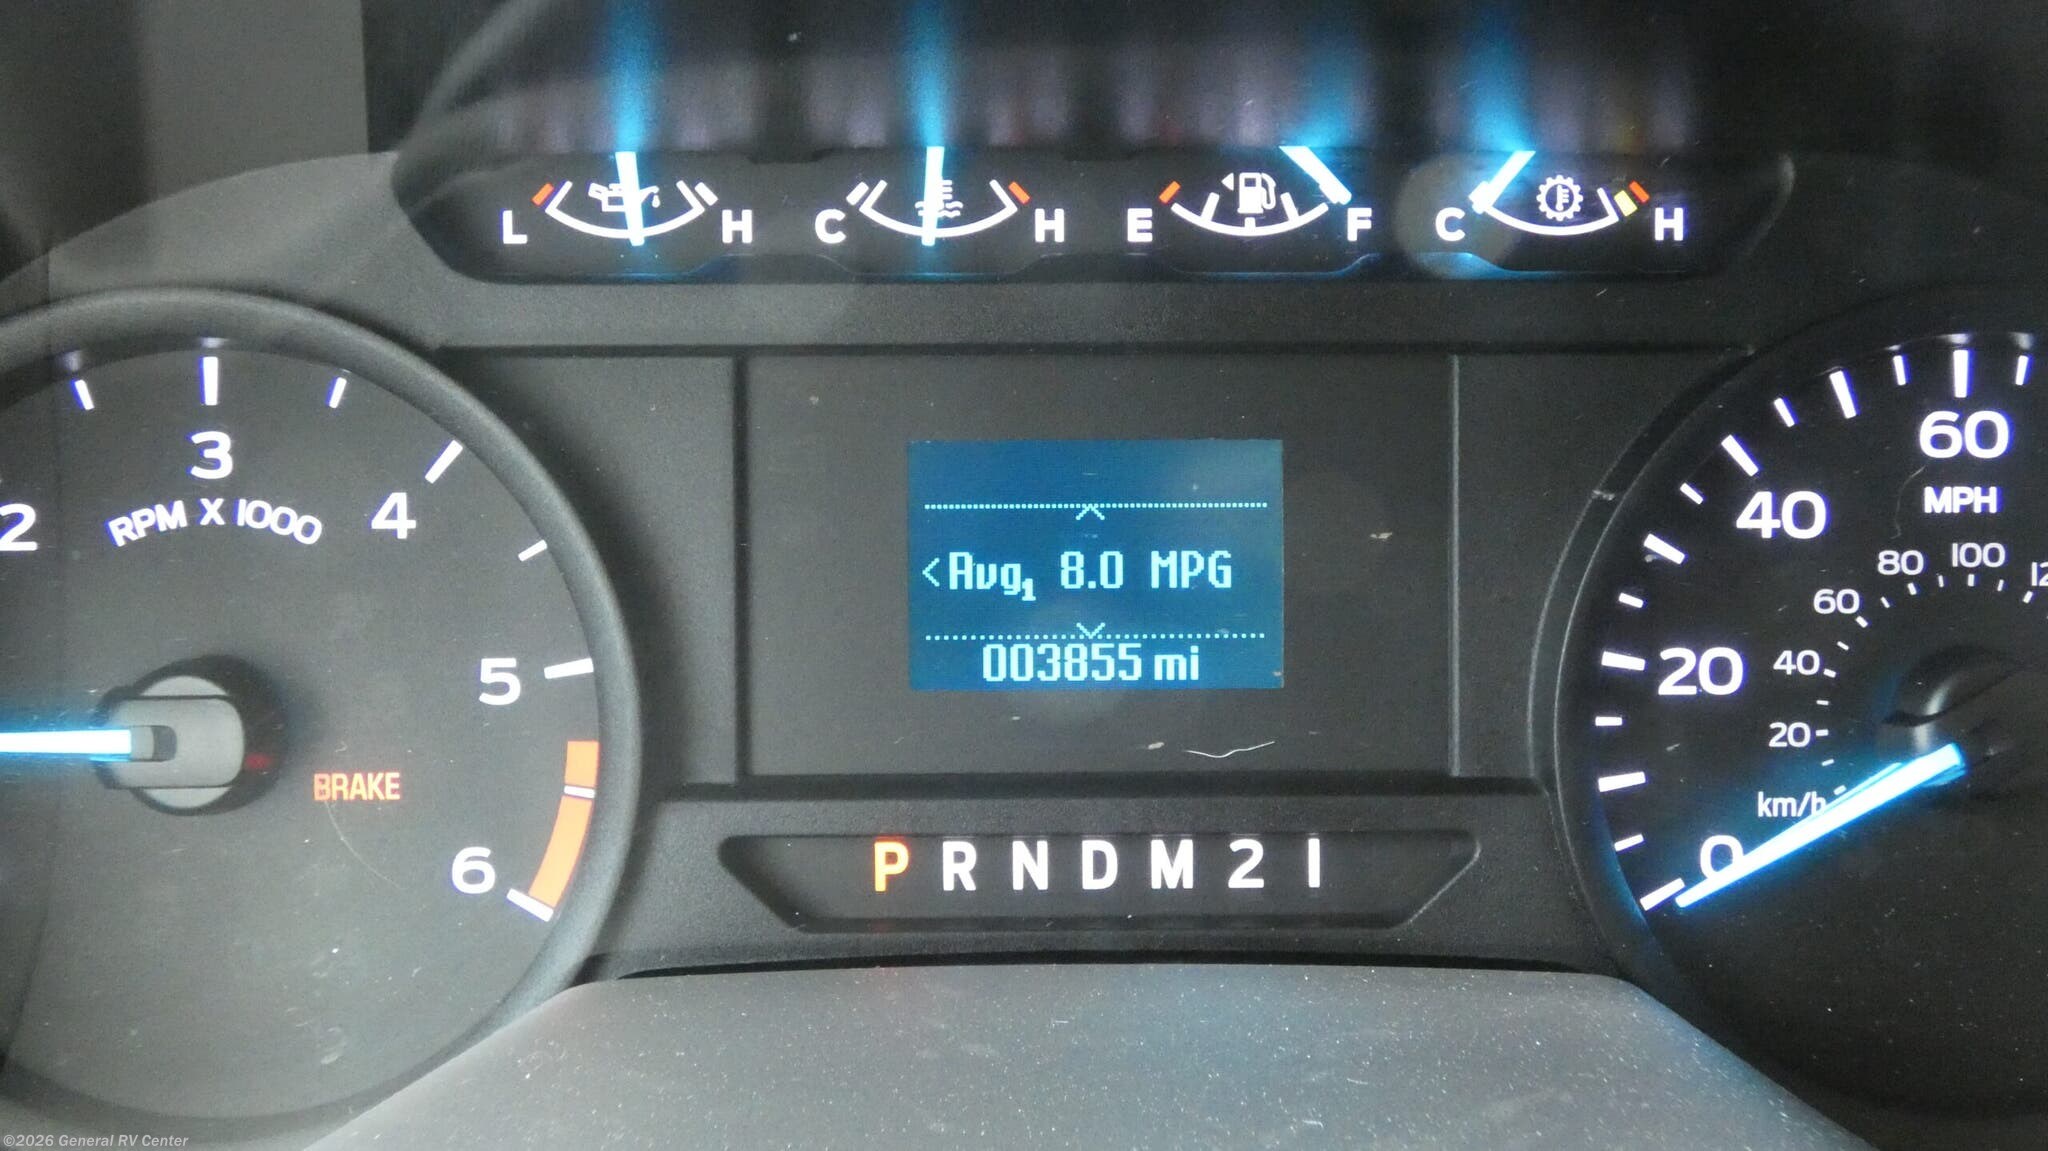 L H C H E F C H
2 3 4 5 6
RPM X 1000
BRAKE
<Avg1 8.0 MPG
003855 mi
P R N D M 2 1
0 20 40 60
MPH
20 40 60 80 100
km/h
©2026 General RV Center